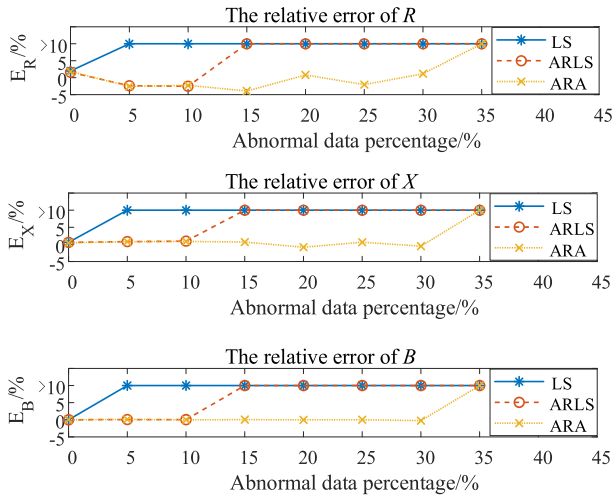 The relative error of R
E_R/%
>10
5
0
-5
LS
ARLS
ARA
0 5 10 15 20 25 30 35 40 45
Abnormal data percentage/%
The relative error of X
E_X/%
>10
5
0
-5
LS
ARLS
ARA
0 5 10 15 20 25 30 35 40 45
Abnormal data percentage/%
The relative error of B
E_B/%
>10
5
0
-5
LS
ARLS
ARA
0 5 10 15 20 25 30 35 40 45
Abnormal data percentage/%